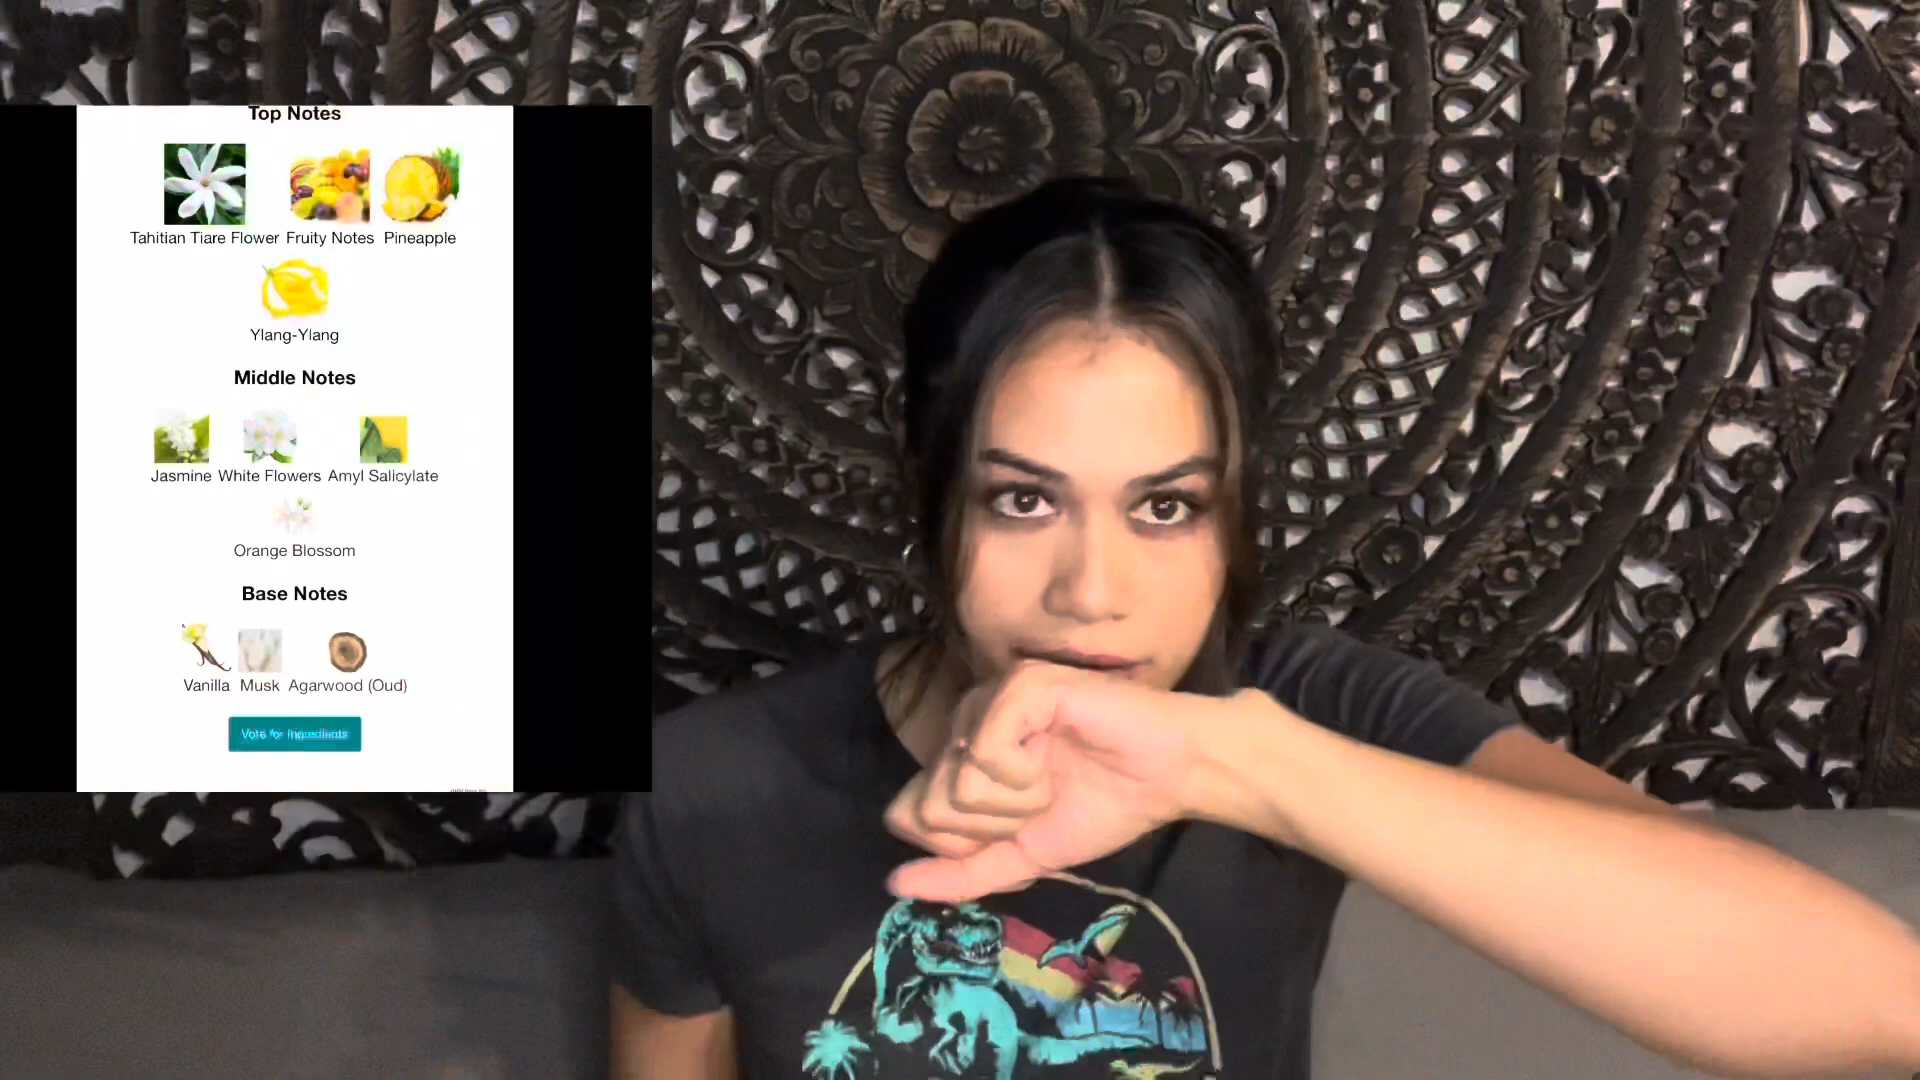 Top Notes
Tahitian Tiare Flower Fruity Notes Pineapple
Ylang-Ylang
Middle Notes
Jasmine White Flowers Amyl Salicylate
Orange Blossom
Base Notes
Vanilla Musk Agarwood (Oud)
Vote for Ingredients